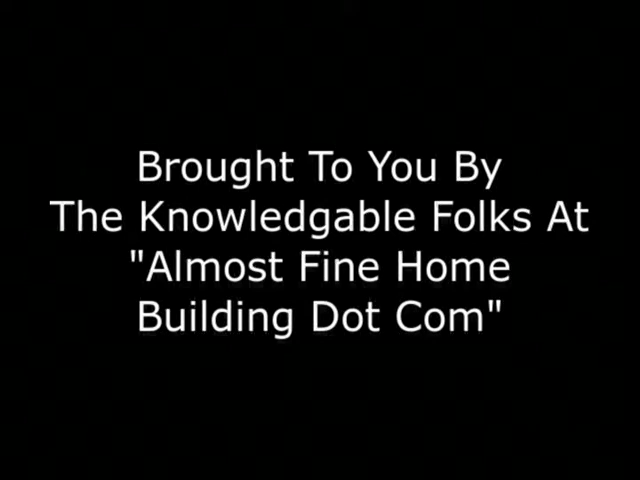 Brought To You By
The Knowledgable Folks At
"Almost Fine Home
Building Dot Com"